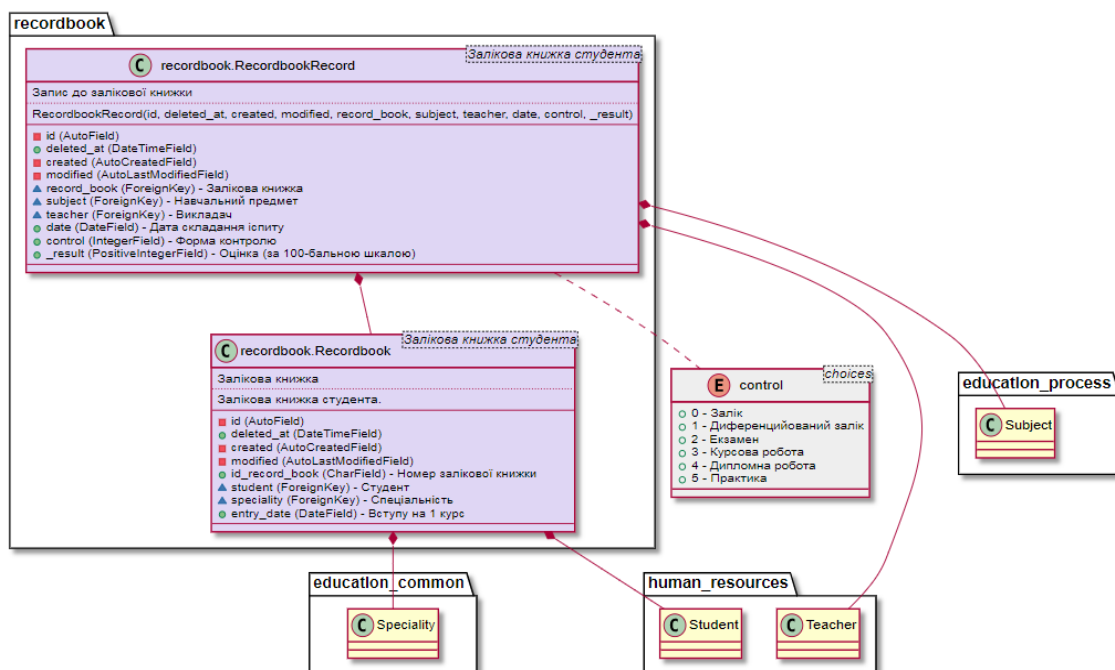 recordbook
Залікова книжка студента
C recordbook.RecordbookRecord
Запис до залікової книжки
RecordbookRecord(id, deleted_at, created, modified, record_book, subject, teacher, date, control, _result)
id (AutoField)
deleted_at (DateTimeField)
created (AutoCreatedField)
modified (AutoLastModifiedField)
record_book (ForeignKey) - Залікова книжка
subject (ForeignKey) - Навчальний предмет
teacher (ForeignKey) - Викладач
date (DateField) - Дата складання іспиту
control (IntegerField) - Форма контролю
_result (PositiveIntegerField) - Оцінка (за 100-бальною шкалою)
Залікова книжка студента
C recordbook.Recordbook
Залікова книжка
Залікова книжка студента.
id (AutoField)
deleted_at (DateTimeField)
created (AutoCreatedField)
modified (AutoLastModifiedField)
id_record_book (CharField) - Номер залікової книжки
student (ForeignKey) - Студент
speciality (ForeignKey) - Спеціальність
entry_date (DateField) - Вступу на 1 курс
choices
E control
0 - Залік
1 - Диференційований залік
2 - Екзамен
3 - Курсова робота
4 - Дипломна робота
5 - Практика
education_process
C Subject
education_common
C Speciality
human_resources
C Student
C Teacher